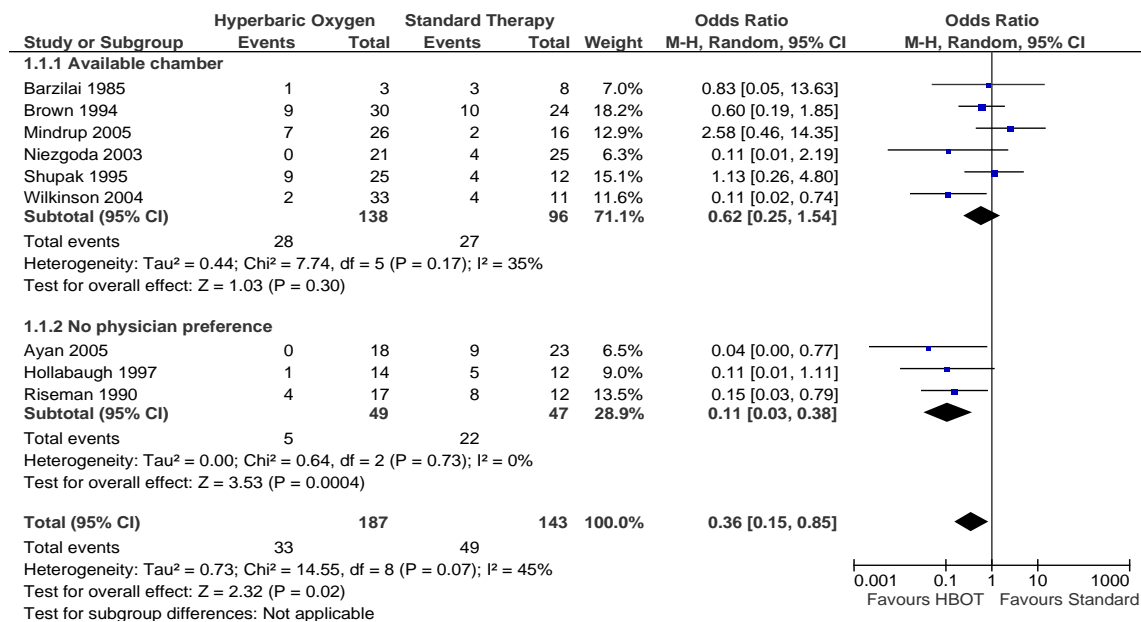 Hyperbaric Oxygen Standard Therapy Odds Ratio Odds Ratio
Study or Subgroup Events Total Events Total Weight M-H, Random, 95% CI M-H, Random, 95% CI
1.1.1 Available chamber
Barzilai 1985 1 3 3 8 7.0% 0.83 [0.05, 13.63]
Brown 1994 9 30 10 24 18.2% 0.60 [0.19, 1.85]
Mindrup 2005 7 26 2 16 12.9% 2.58 [0.46, 14.35]
Niezgoda 2003 0 21 4 25 6.3% 0.11 [0.01, 2.19]
Shupak 1995 9 25 4 12 15.1% 1.13 [0.26, 4.80]
Wilkinson 2004 2 33 4 11 11.6% 0.11 [0.02, 0.74]
Subtotal (95% CI) 138 96 71.1% 0.62 [0.25, 1.54]
Total events 28 27
Heterogeneity: Tau² = 0.44; Chi² = 7.74, df = 5 (P = 0.17); I² = 35%
Test for overall effect: Z = 1.03 (P = 0.30)
1.1.2 No physician preference
Ayan 2005 0 18 9 23 6.5% 0.04 [0.00, 0.77]
Hollabaugh 1997 1 14 5 12 9.0% 0.11 [0.01, 1.11]
Riseman 1990 4 17 8 12 13.5% 0.15 [0.03, 0.79]
Subtotal (95% CI) 49 47 28.9% 0.11 [0.03, 0.38]
Total events 5 22
Heterogeneity: Tau² = 0.00; Chi² = 0.64, df = 2 (P = 0.73); I² = 0%
Test for overall effect: Z = 3.53 (P = 0.0004)
Total (95% CI) 187 143 100.0% 0.36 [0.15, 0.85]
Total events 33 49
Heterogeneity: Tau² = 0.73; Chi² = 14.55, df = 8 (P = 0.07); I² = 45%
Test for overall effect: Z = 2.32 (P = 0.02)
Test for subgroup differences: Not applicable
0.001 0.1 1 10 1000
Favours HBOT Favours Standard